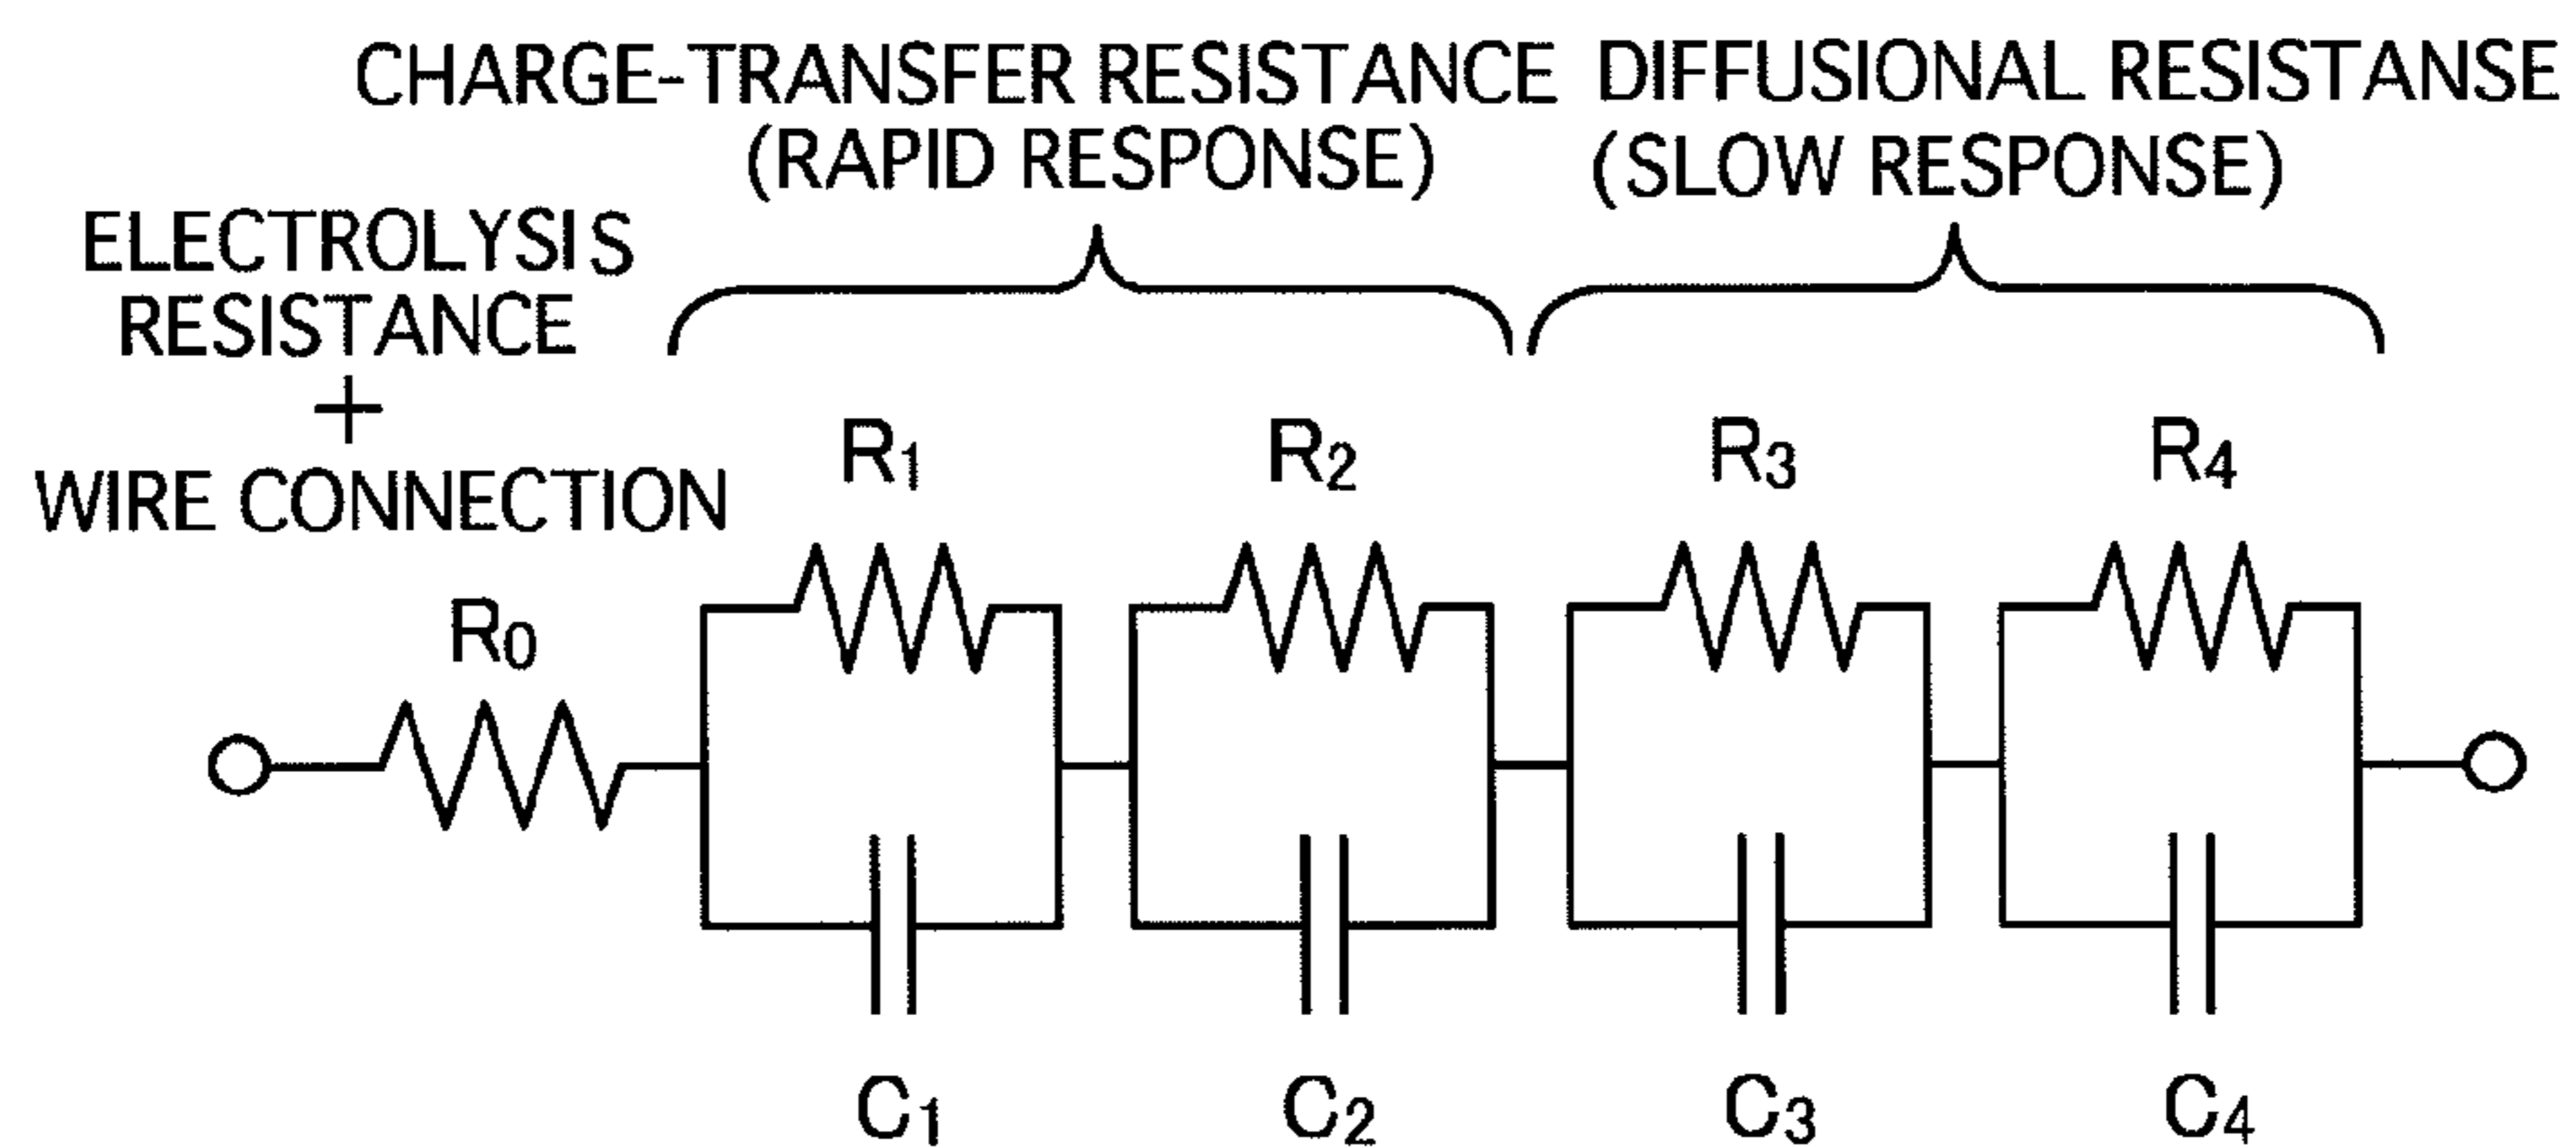 CHARGE-TRANSFER RESISTANCE
(RAPID RESPONSE)
DIFFUSIONAL RESISTANSE
(SLOW RESPONSE)
ELECTROLYSIS
RESISTANCE
+
WIRE CONNECTION
R0
R1
R2
R3
R4
C1
C2
C3
C4